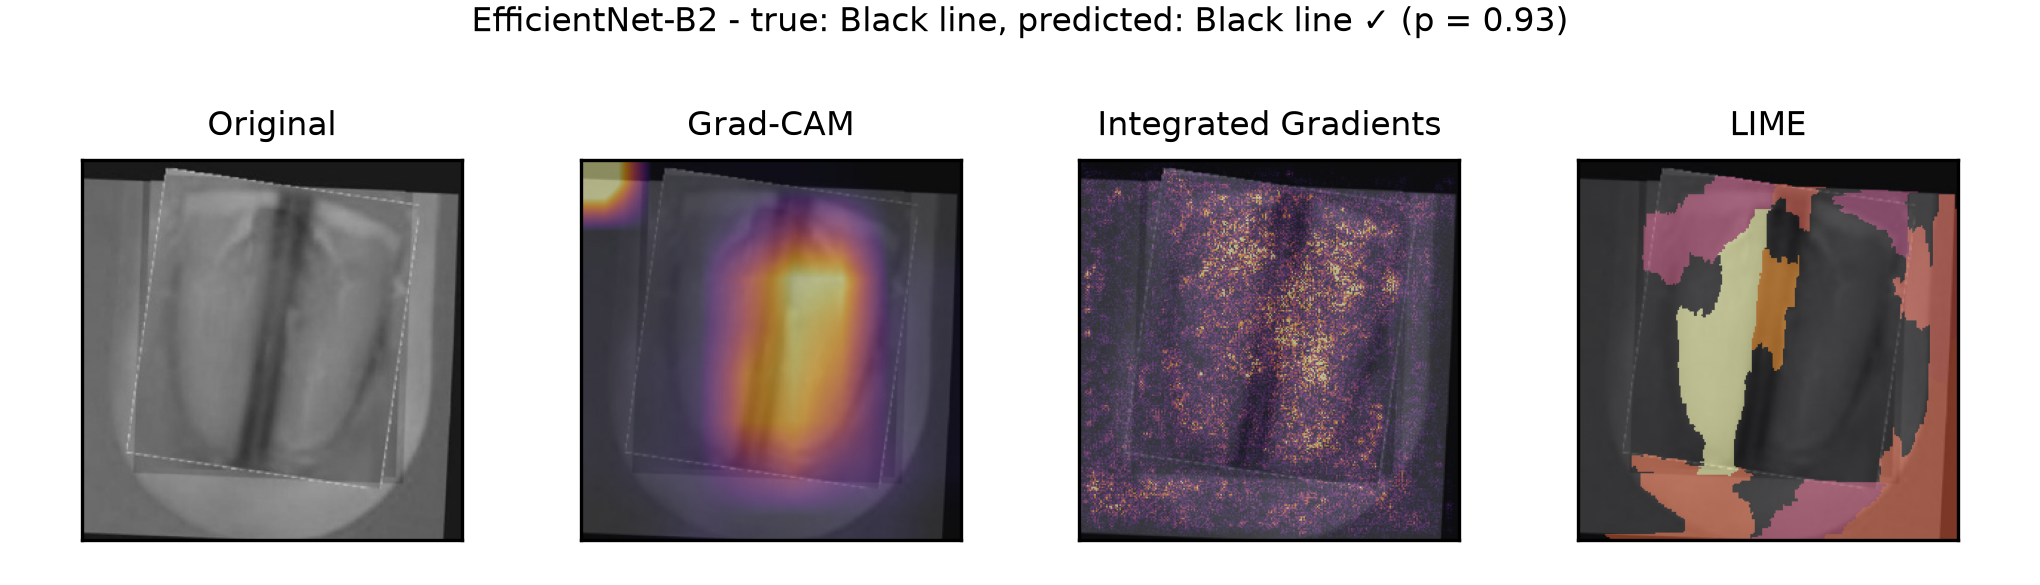 EfficientNet-B2 - true: Black line, predicted: Black line ✓ (p = 0.93)
Original
Grad-CAM
Integrated Gradients
LIME